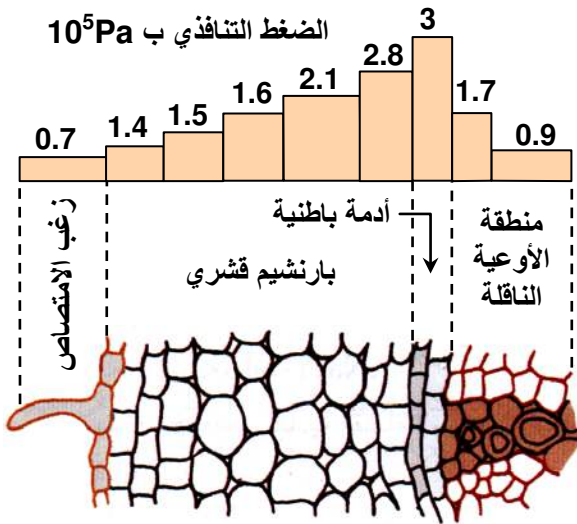 الضغط التنافذي ب 10⁵Pa
0.7
1.4
1.5
1.6
2.1
2.8
3
1.7
0.9
زغب الامتصاص
بارنشيم قشري
أدمة باطنية
منطقة
الأوعية
الناقلة